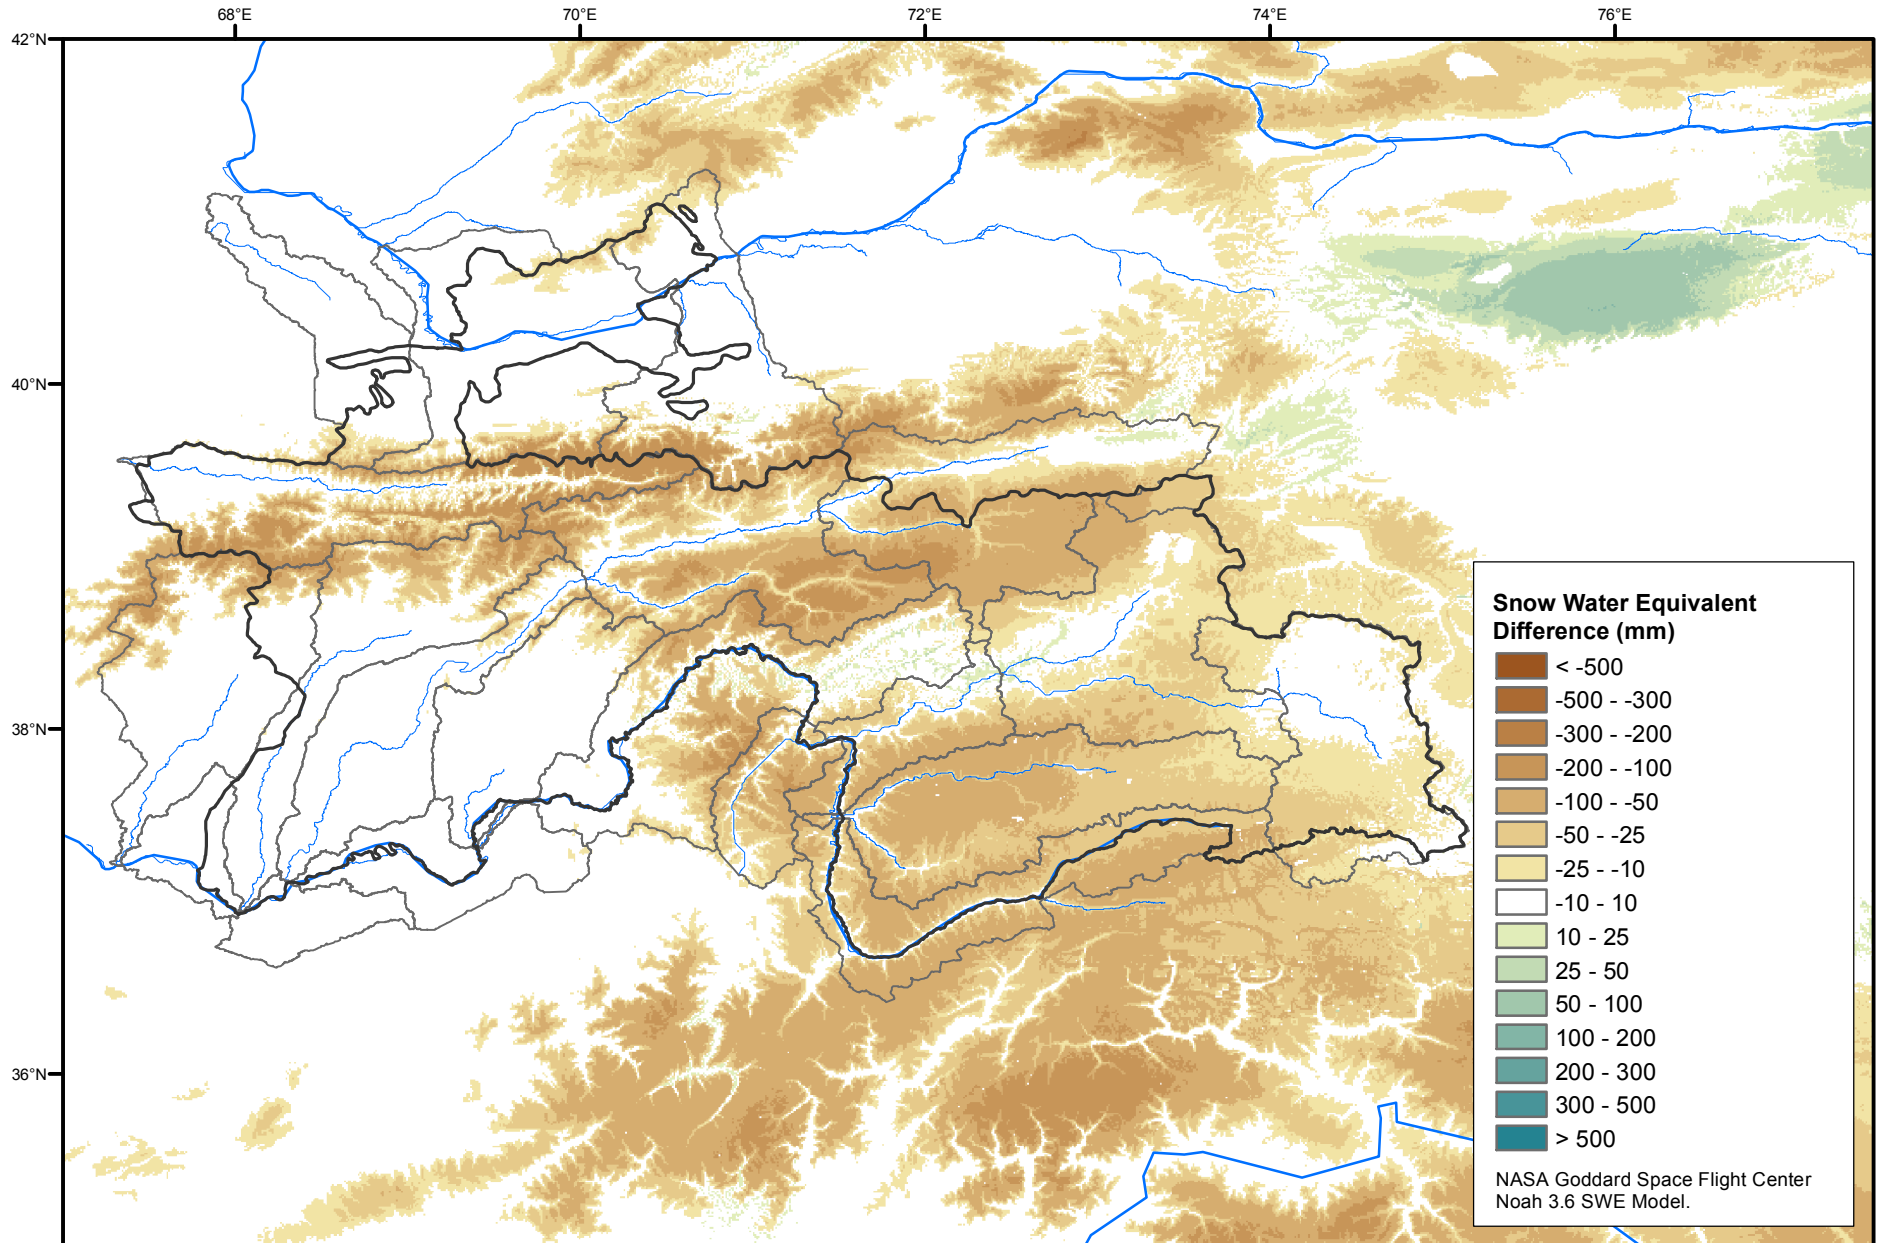 68°E
70°E
72°E
74°E
76°E
42°N
40°N
38°N
36°N
Snow Water Equivalent
Difference (mm)
< -500
-500 - -300
-300 - -200
-200 - -100
-100 - -50
-50 - -25
-25 - -10
-10 - 10
10 - 25
25 - 50
50 - 100
100 - 200
200 - 300
300 - 500
> 500
NASA Goddard Space Flight Center
Noah 3.6 SWE Model.